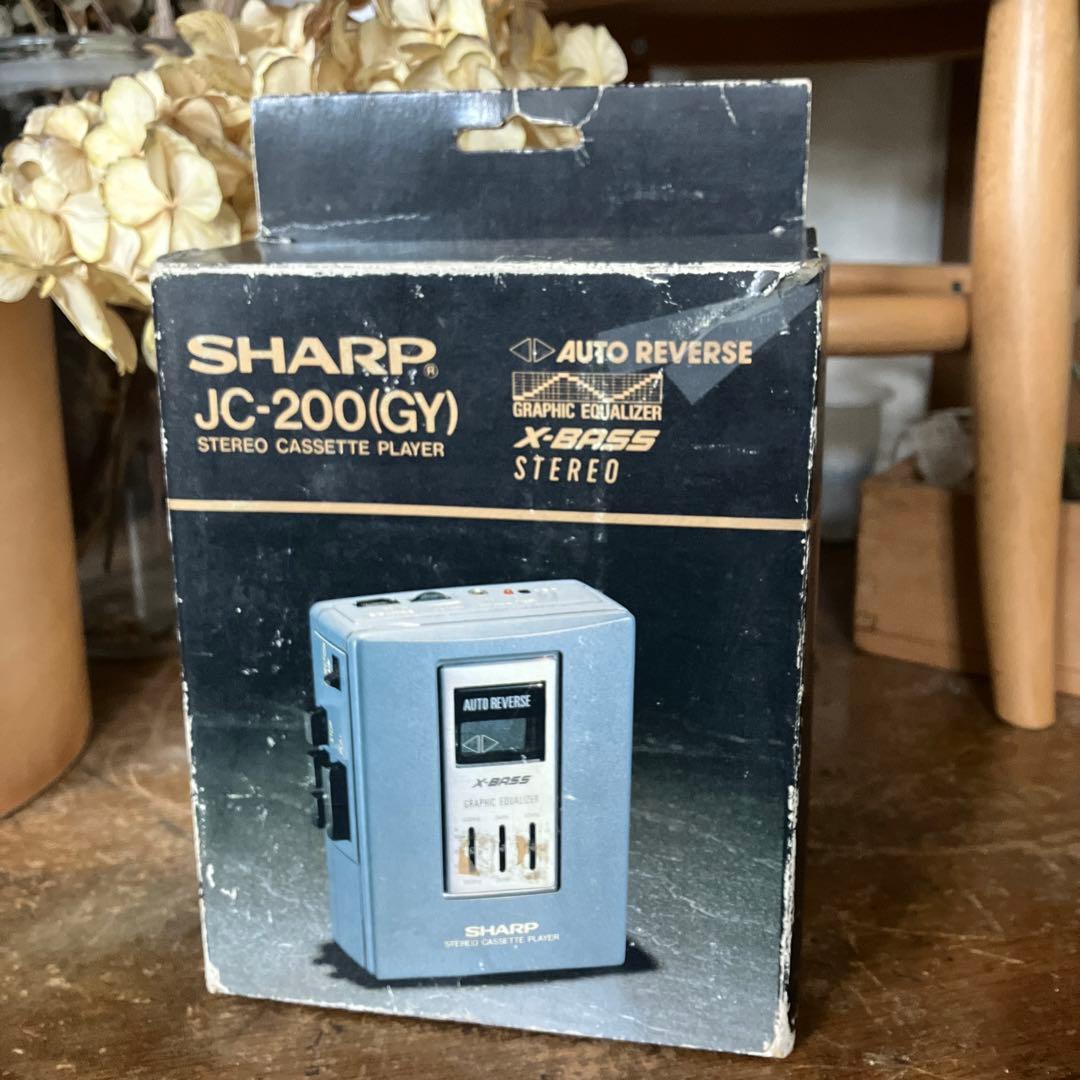 SHARP®
JC-200(GY)
STEREO CASSETTE PLAYER
AUTO REVERSE
GRAPHIC EQUALIZER
X-BASS
STEREO
AUTO REVERSE
X-BASS
GRAPHIC EQUALIZER
SHARP
STEREO CASSETTE PLAYER